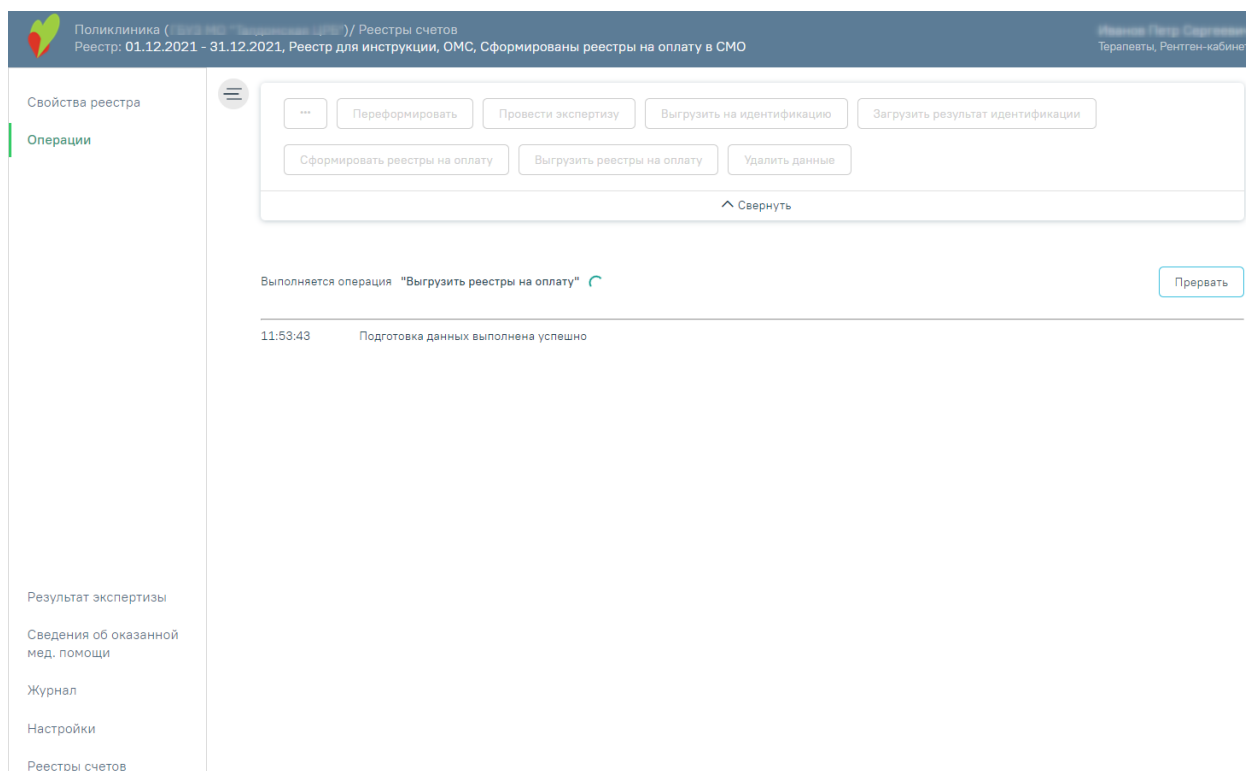 Поликлиника ( )/ Реестры счетов
Реестр: 01.12.2021 - 31.12.2021, Реестр для инструкции, ОМС, Сформированы реестры на оплату в СМО
Терапевты, Рентген-кабинет
Свойства реестра
Операции
... Переформировать Провести экспертизу Выгрузить на идентификацию Загрузить результат идентификации
Сформировать реестры на оплату Выгрузить реестры на оплату Удалить данные
Свернуть
Выполняется операция "Выгрузить реестры на оплату" Прервать
11:53:43 Подготовка данных выполнена успешно
Результат экспертизы
Сведения об оказанной
мед. помощи
Журнал
Настройки
Реестры счетов